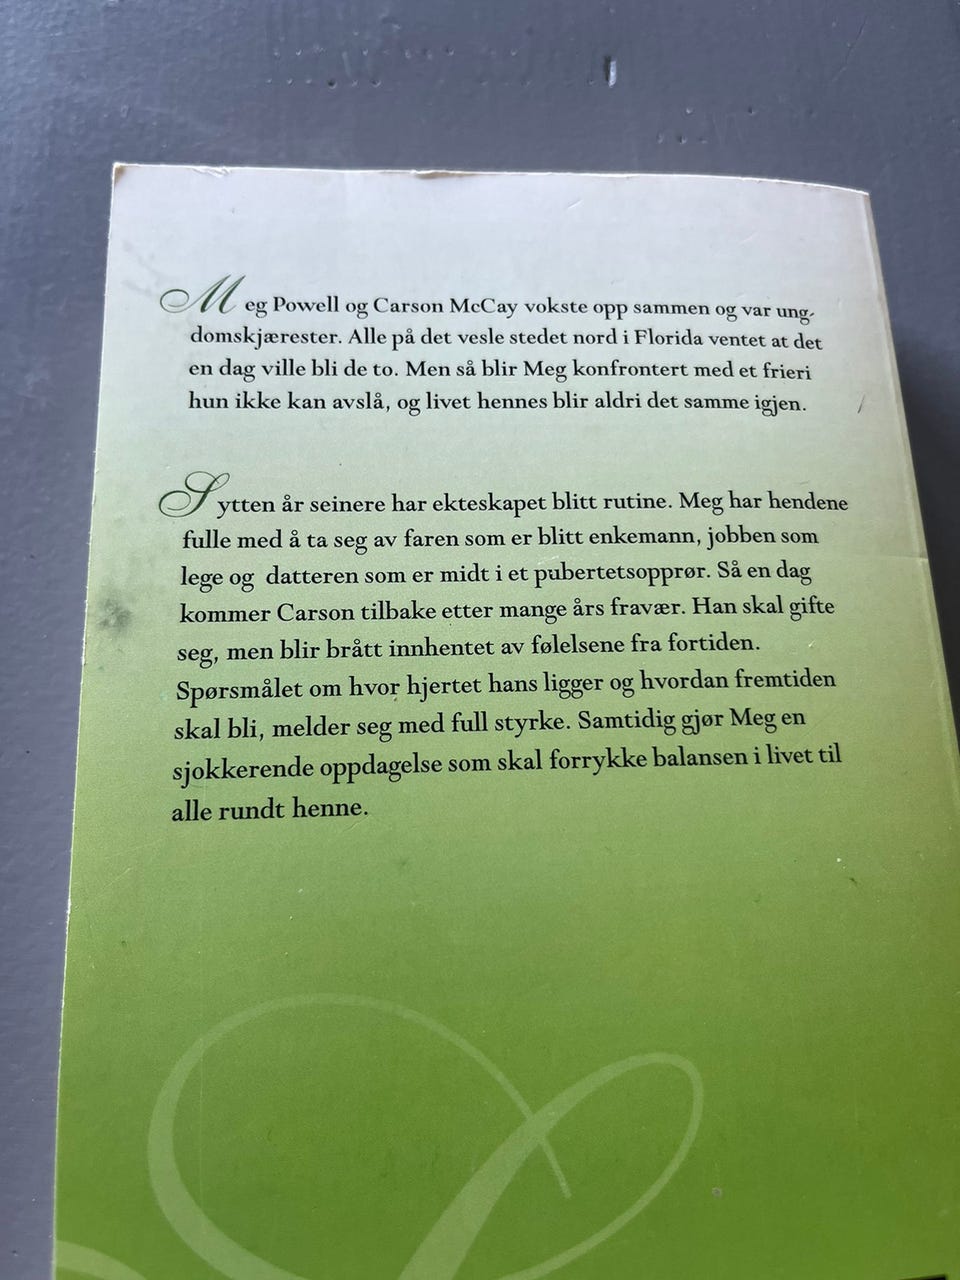 Meg Powell og Carson McCay vokste opp sammen og var ung-
domskjærester. Alle på det vesle stedet nord i Florida ventet at det
en dag ville bli de to. Men så blir Meg konfrontert med et frieri
hun ikke kan avslå, og livet hennes blir aldri det samme igjen.
Sytten år seinere har ekteskapet blitt rutine. Meg har hendene
fulle med å ta seg av faren som er blitt enkemann, jobben som
lege og datteren som er midt i et pubertetsopprør. Så en dag
kommer Carson tilbake etter mange års fravær. Han skal gifte
seg, men blir brått innhentet av følelsene fra fortiden.
Spørsmålet om hvor hjertet hans ligger og hvordan fremtiden
skal bli, melder seg med full styrke. Samtidig gjør Meg en
sjokkerende oppdagelse som skal forrykke balansen i livet til
alle rundt henne.